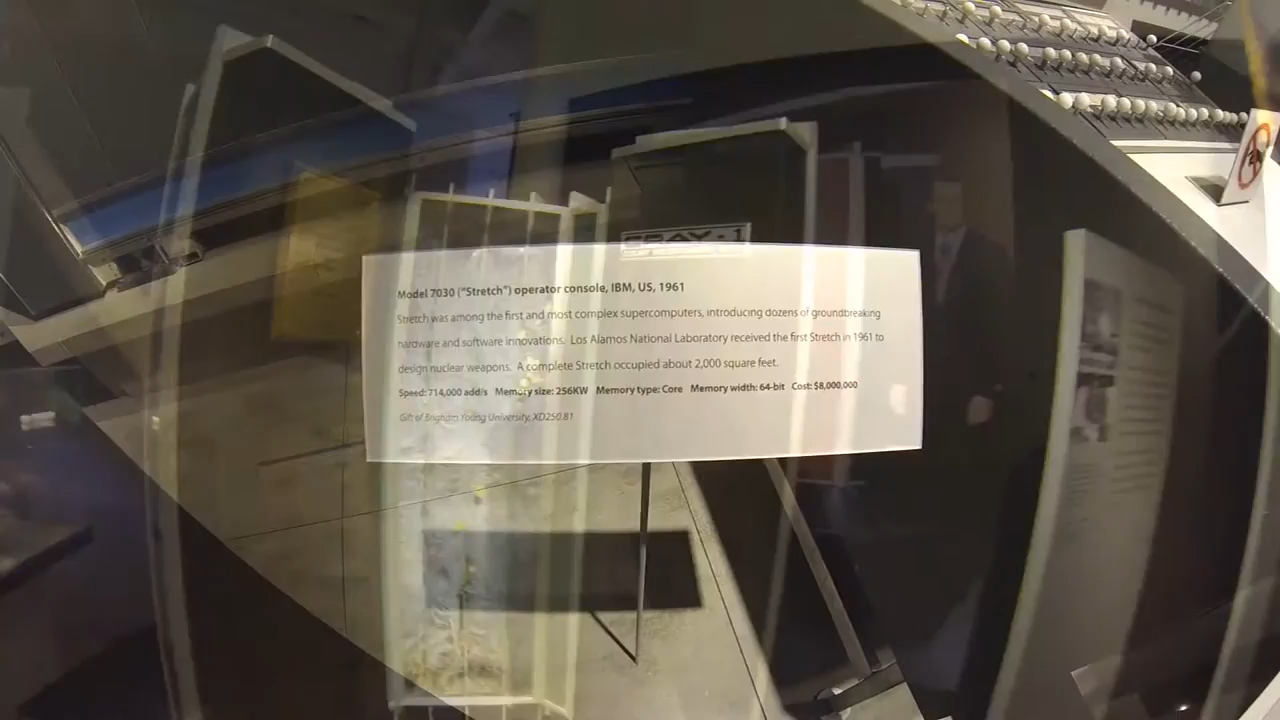 CRAY-1
Model 7030 (“Stretch”) operator console, IBM, US, 1961
Stretch was among the first and most complex supercomputers, introducing dozens of groundbreaking
hardware and software innovations. Los Alamos National Laboratory received the first Stretch in 1961 to
design nuclear weapons. A complete Stretch occupied about 2,000 square feet.
Speed: 714,000 add/s Memory size: 256KW Memory type: Core Memory width: 64-bit Cost: $8,000,000
Gift of Brigham Young University, XD250.81